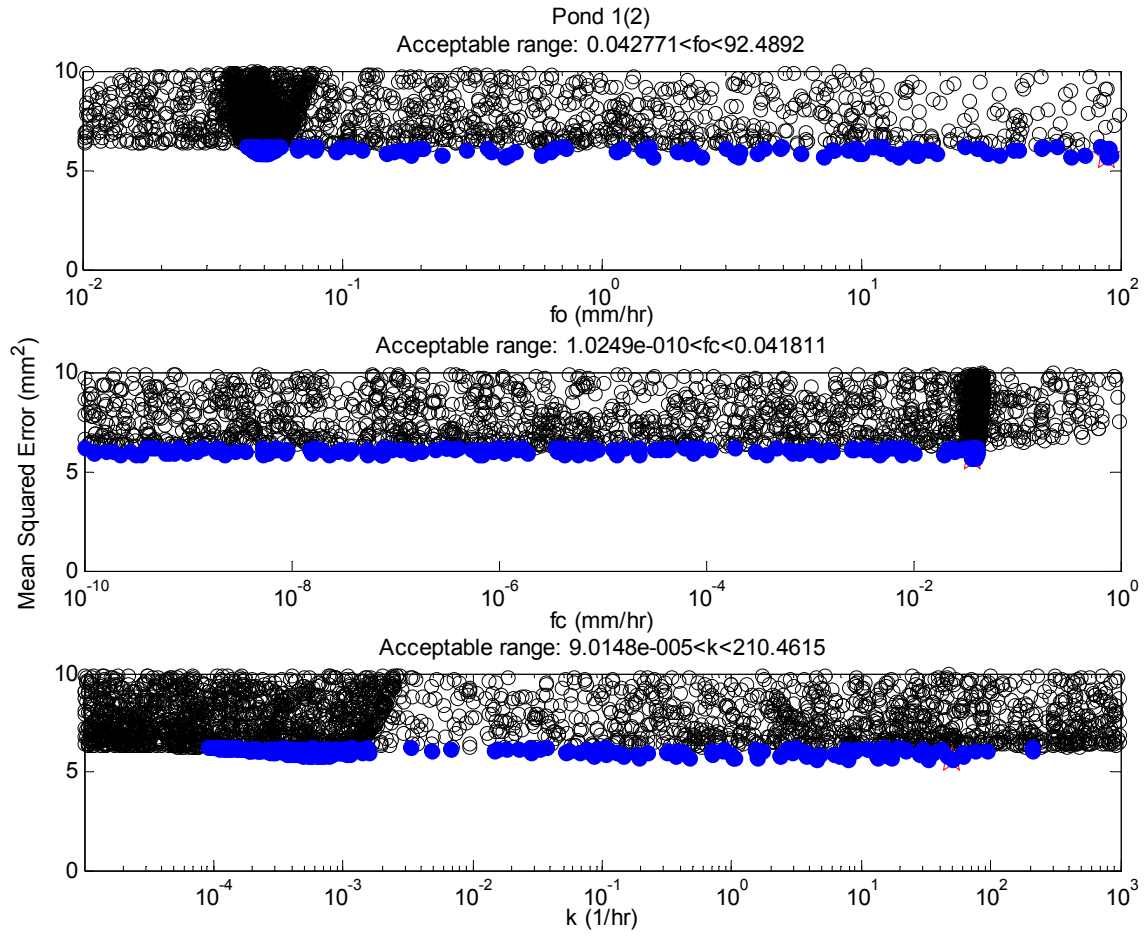 Pond 1(2)
Acceptable range: 0.042771<fo<92.4892
10
5
0
10^-2 10^-1 10^0 10^1 10^2
fo (mm/hr)
Acceptable range: 1.0249e-010<fc<0.041811
Mean Squared Error (mm^2)
10
5
0
10^-10 10^-8 10^-6 10^-4 10^-2 10^0
fc (mm/hr)
Acceptable range: 9.0148e-005<k<210.4615
10
5
0
10^-4 10^-3 10^-2 10^-1 10^0 10^1 10^2 10^3
k (1/hr)